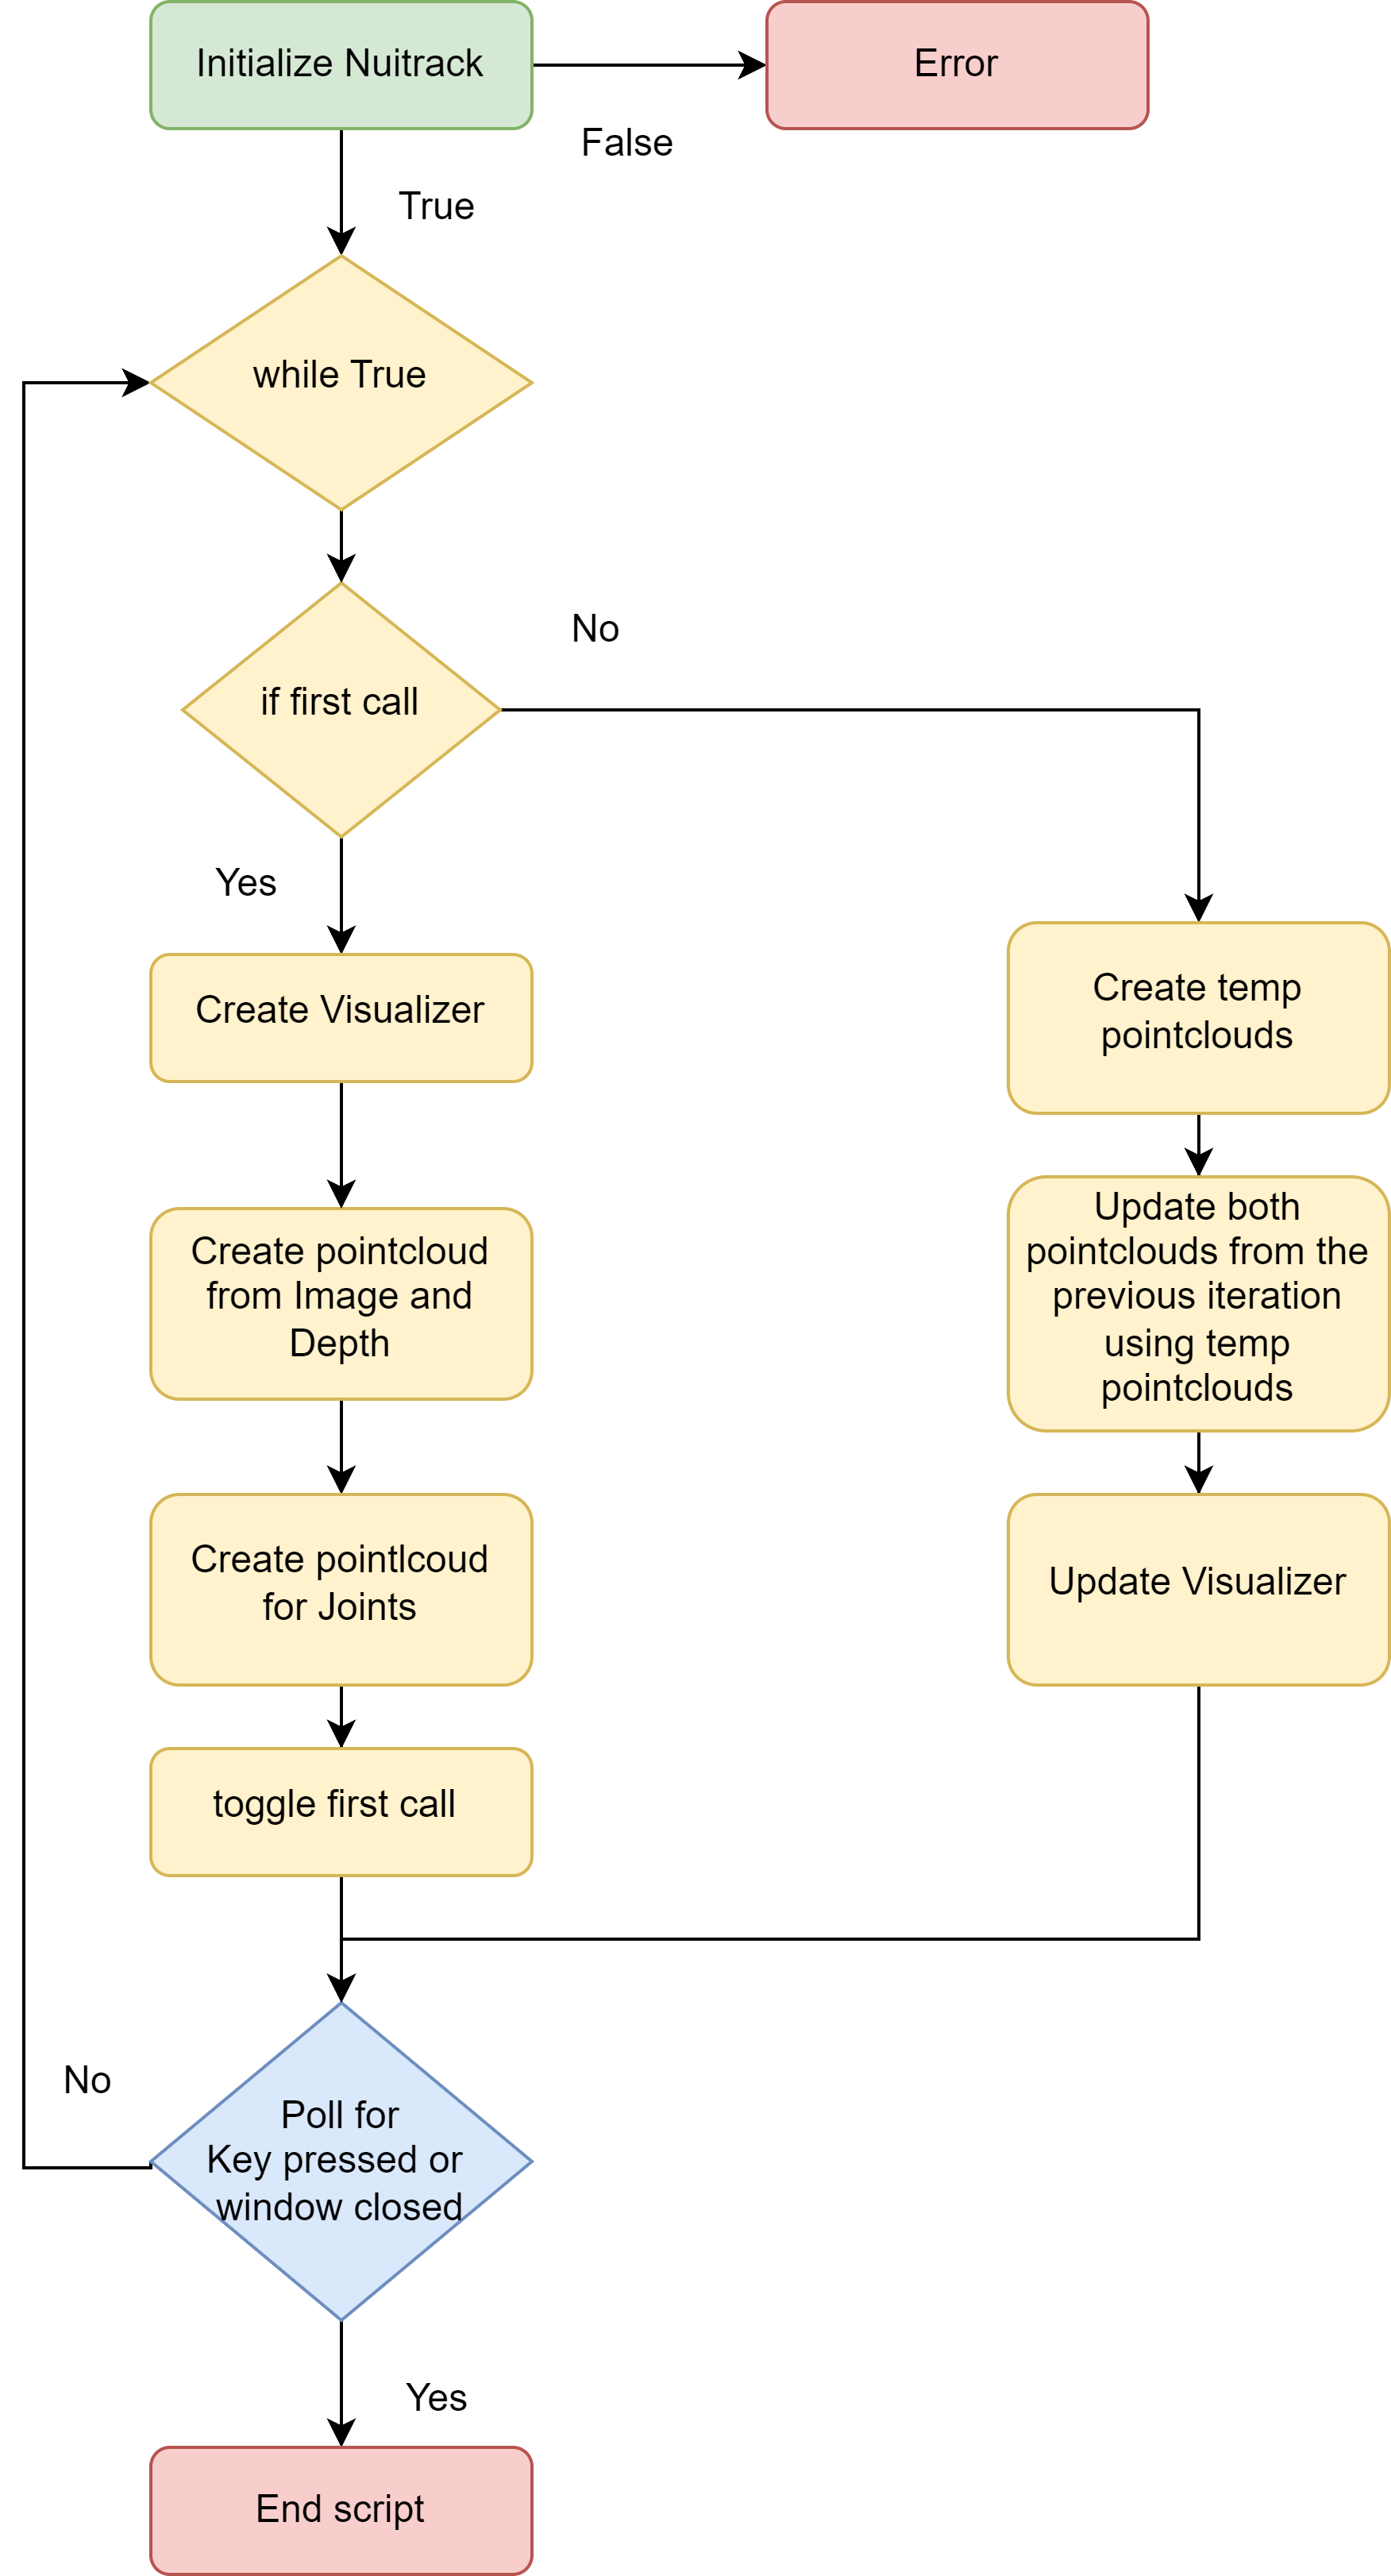 Initialize Nuitrack
Error
False
True
while True
No
if first call
Yes
Create Visualizer
Create temp
pointclouds
Create pointcloud
from Image and
Depth
Update both
pointclouds from the
previous iteration
using temp
pointclouds
Create pointlcoud
for Joints
Update Visualizer
toggle first call
No
Poll for
Key pressed or
window closed
Yes
End script